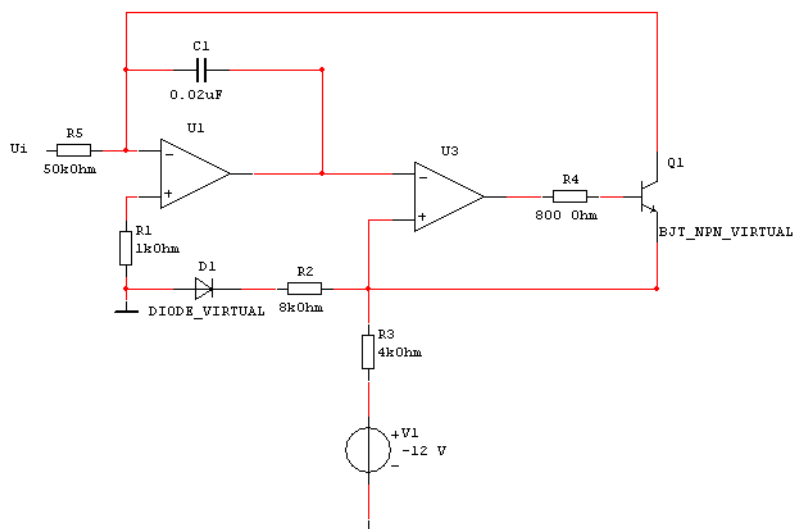 C1
0.02uF
U1
R5
Ui
50kOhm
−
+
U3
−
+
R4
800 Ohm
Q1
BJT_NPN_VIRTUAL
R1
1kOhm
D1
DIODE_VIRTUAL
R2
8kOhm
R3
4kOhm
+
V1
-12 V
−